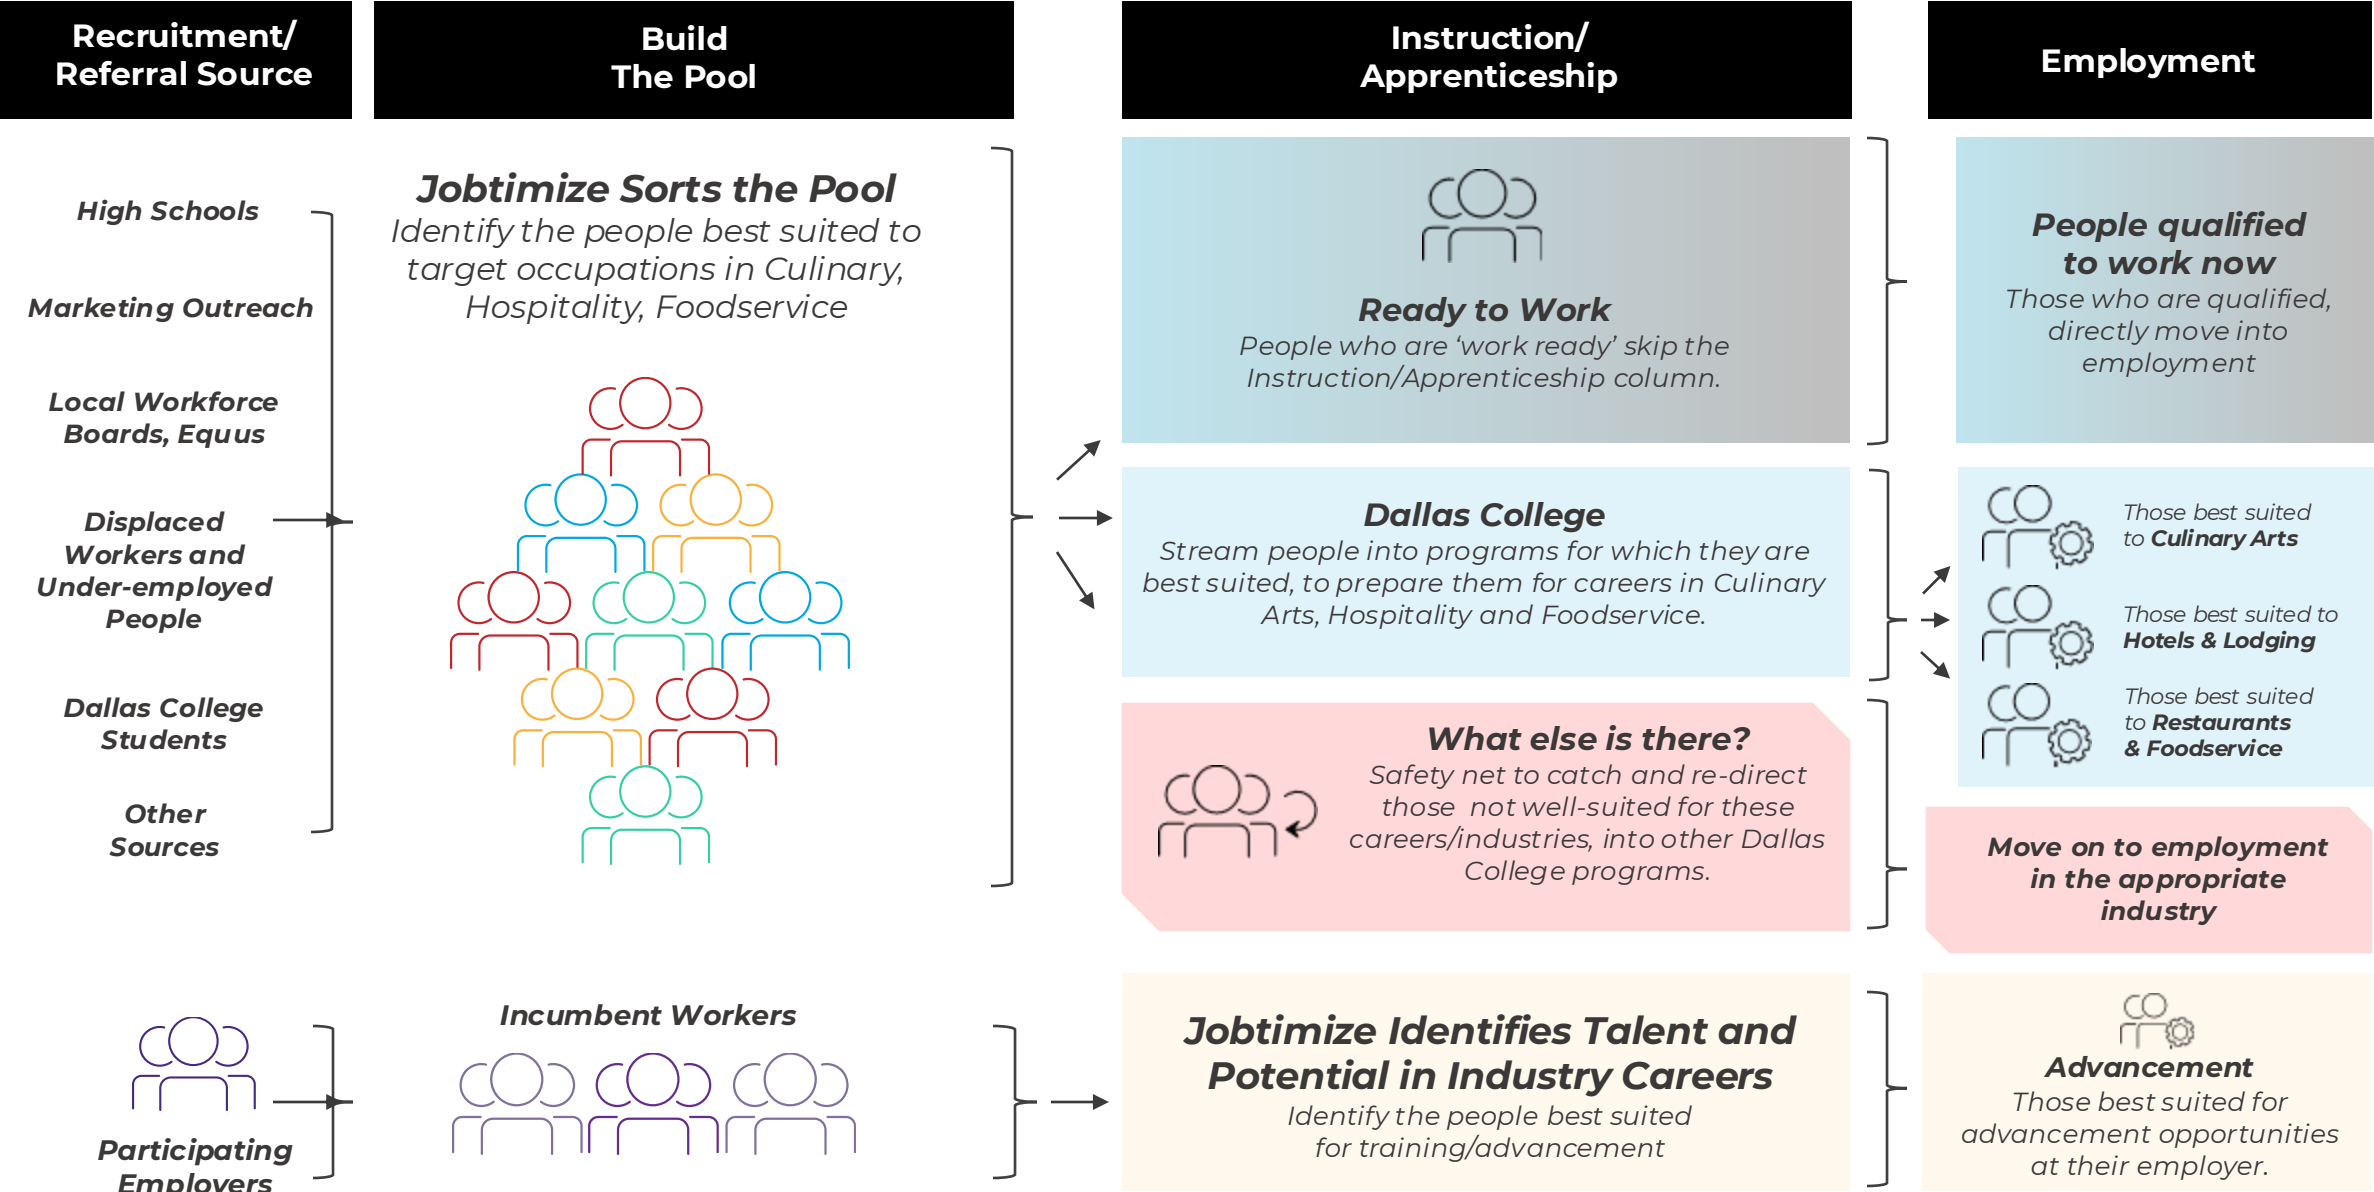 Recruitment/
Referral Source
Build
The Pool
Instruction/
Apprenticeship
Employment
High Schools
Marketing Outreach
Local Workforce
Boards, Equus
Displaced
Workers and
Under-employed
People
Dallas College
Students
Other
Sources
Jobtimize Sorts the Pool
Identify the people best suited to
target occupations in Culinary,
Hospitality, Foodservice
Ready to Work
People who are ‘work ready’ skip the
Instruction/Apprenticeship column.
People qualified
to work now
Those who are qualified,
directly move into
employment
Dallas College
Stream people into programs for which they are
best suited, to prepare them for careers in Culinary
Arts, Hospitality and Foodservice.
Those best suited
to Culinary Arts
Those best suited to
Hotels & Lodging
Those best suited
to Restaurants
& Foodservice
What else is there?
Safety net to catch and re-direct
those not well-suited for these
careers/industries, into other Dallas
College programs.
Move on to employment
in the appropriate
industry
Participating
Employers
Incumbent Workers
Jobtimize Identifies Talent and
Potential in Industry Careers
Identify the people best suited
for training/advancement
Advancement
Those best suited for
advancement opportunities
at their employer.